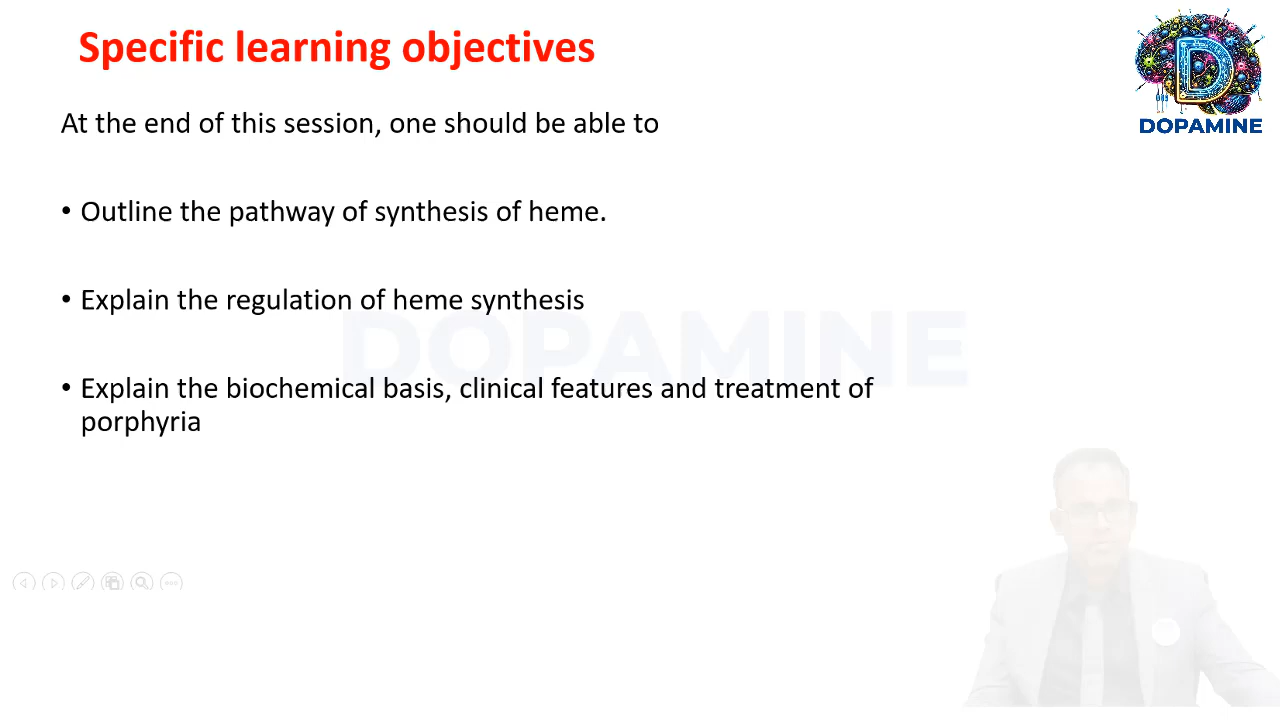 Specific learning objectives
D
DOPAMINE
At the end of this session, one should be able to
• Outline the pathway of synthesis of heme.
• Explain the regulation of heme synthesis
DOPAMINE
• Explain the biochemical basis, clinical features and treatment of
porphyria